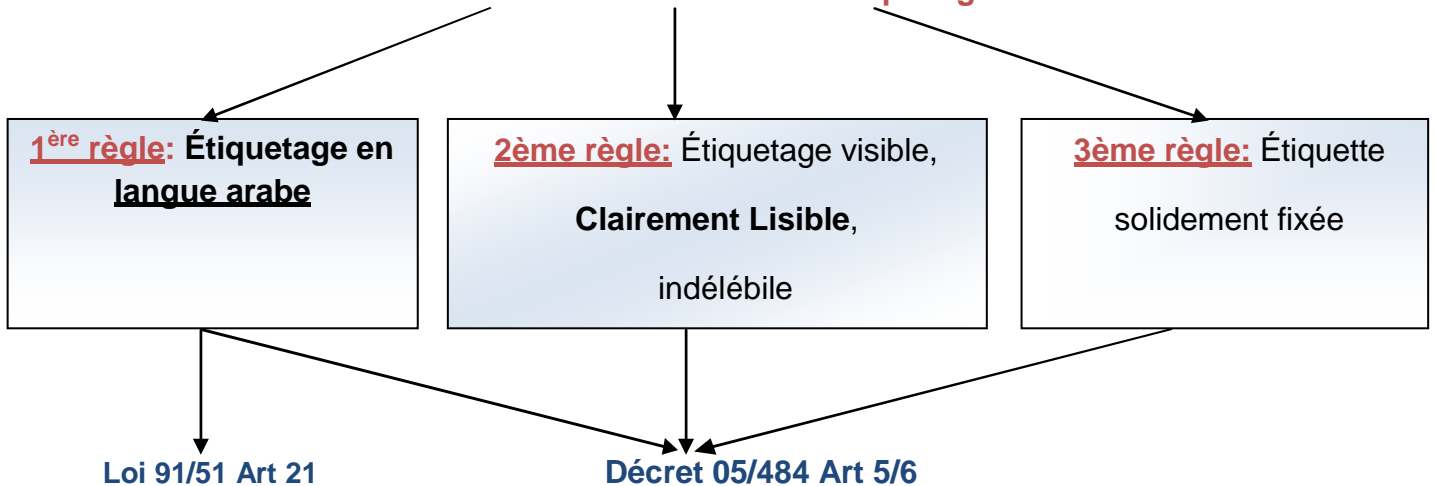 1ère règle: Étiquetage en
langue arabe
2ème règle: Étiquetage visible,
Clairement Lisible,
indélébile
3ème règle: Étiquette
solidement fixée
Loi 91/51 Art 21
Décret 05/484 Art 5/6